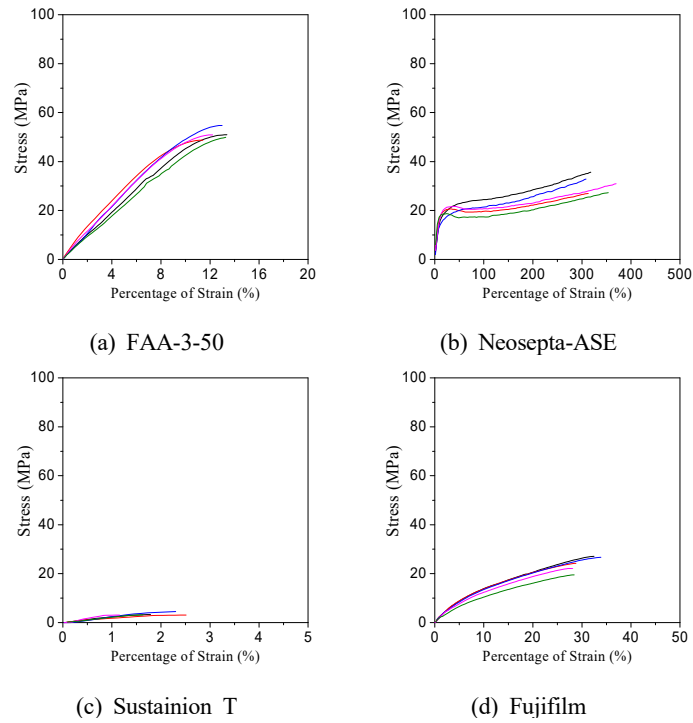 100
80
60
40
20
0
Stress (MPa)
0 4 8 12 16 20
Percentage of Strain (%)
(a) FAA-3-50
100
80
60
40
20
0
Stress (MPa)
0 100 200 300 400 500
Percentage of Strain (%)
(b) Neosepta-ASE
100
80
60
40
20
0
Stress (MPa)
0 1 2 3 4 5
Percentage of Strain (%)
(c) Sustainion T
100
80
60
40
20
0
Stress (MPa)
0 10 20 30 40 50
Percentage of Strain (%)
(d) Fujifilm